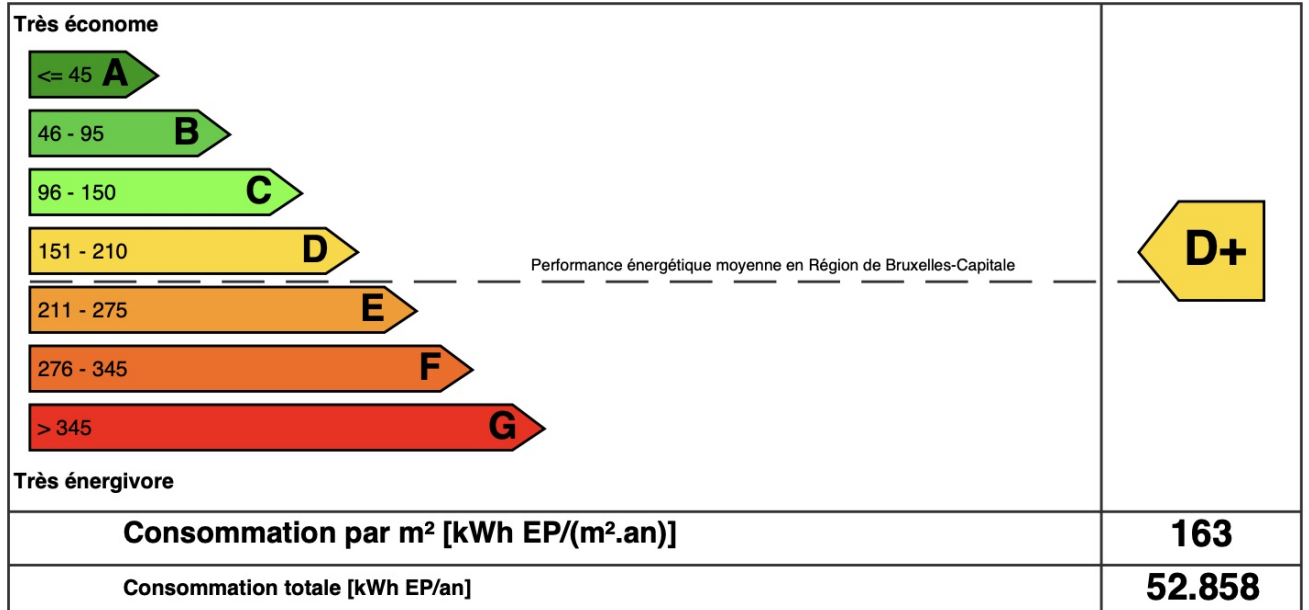 Très économe
<= 45 A
46 - 95 B
96 - 150 C
151 - 210 D
D+
Performance énergétique moyenne en Région de Bruxelles-Capitale
211 - 275 E
276 - 345 F
> 345 G
Très énergivore
Consommation par m² [kWh EP/(m².an)] 163
Consommation totale [kWh EP/an] 52.858